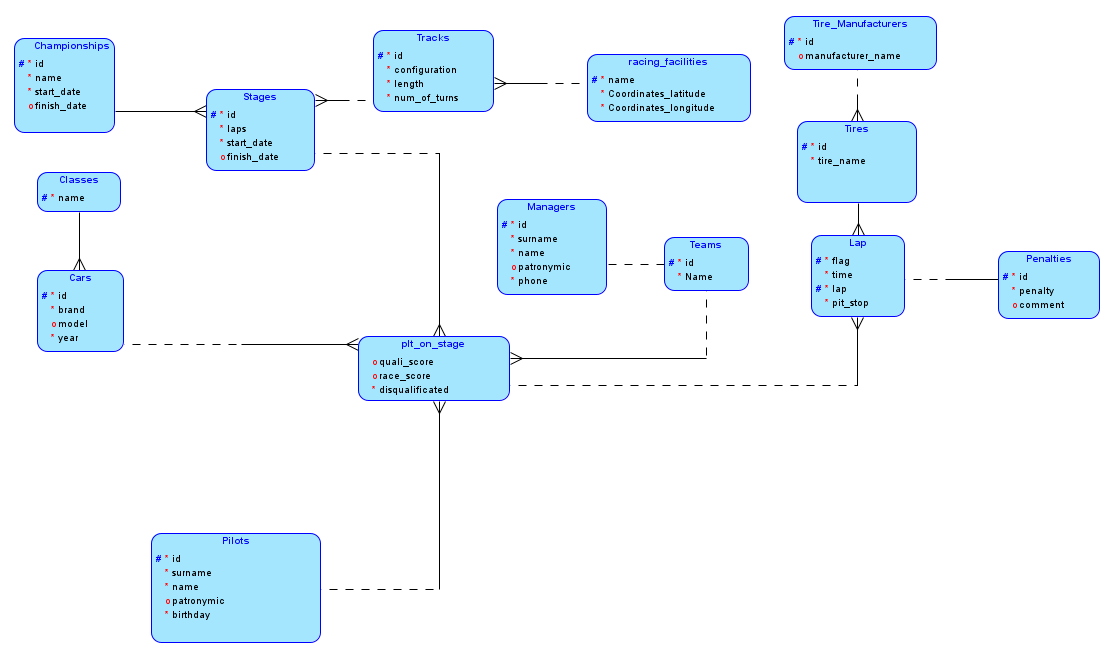 Championships
# * id
* name
* start_date
o finish_date
Stages
# * id
* laps
* start_date
o finish_date
Tracks
# * id
* configuration
* length
* num_of_turns
racing_facilities
# * name
* Coordinates_latitude
* Coordinates_longitude
Tire_Manufacturers
# * id
o manufacturer_name
Tires
# * id
* tire_name
Classes
# * name
Cars
# * id
* brand
o model
* year
Managers
# * id
* surname
* name
o patronymic
* phone
Teams
# * id
* Name
Lap
# * flag
* time
# * lap
* pit_stop
Penalties
# * id
* penalty
o comment
plt_on_stage
o quali_score
o race_score
* disqualificated
Pilots
# * id
* surname
* name
o patronymic
* birthday